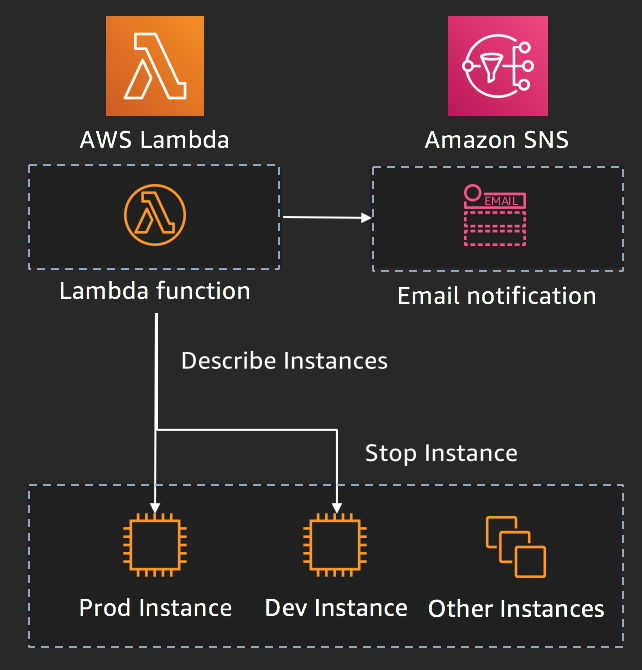 AWS Lambda
Amazon SNS
EMAIL
Lambda function
Email notification
Describe Instances
Stop Instance
Prod Instance
Dev Instance
Other Instances